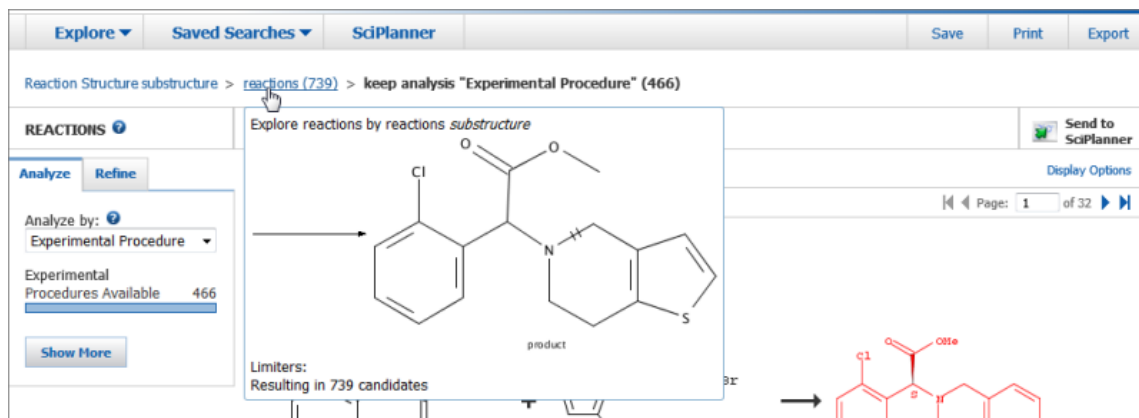 Explore ▼ Saved Searches ▼ SciPlanner Save Print Export
Reaction Structure substructure > reactions (739) > keep analysis "Experimental Procedure" (466)
REACTIONS ?
Send to
SciPlanner
Analyze Refine
Display Options
Page: 1 of 32
Analyze by: ?
Experimental Procedure
Experimental
Procedures Available 466
Show More
Explore reactions by reactions substructure
O
O
Cl
N
S
product
Limiters:
Resulting in 739 candidates
Br
+
O
OMe
Cl
S
N